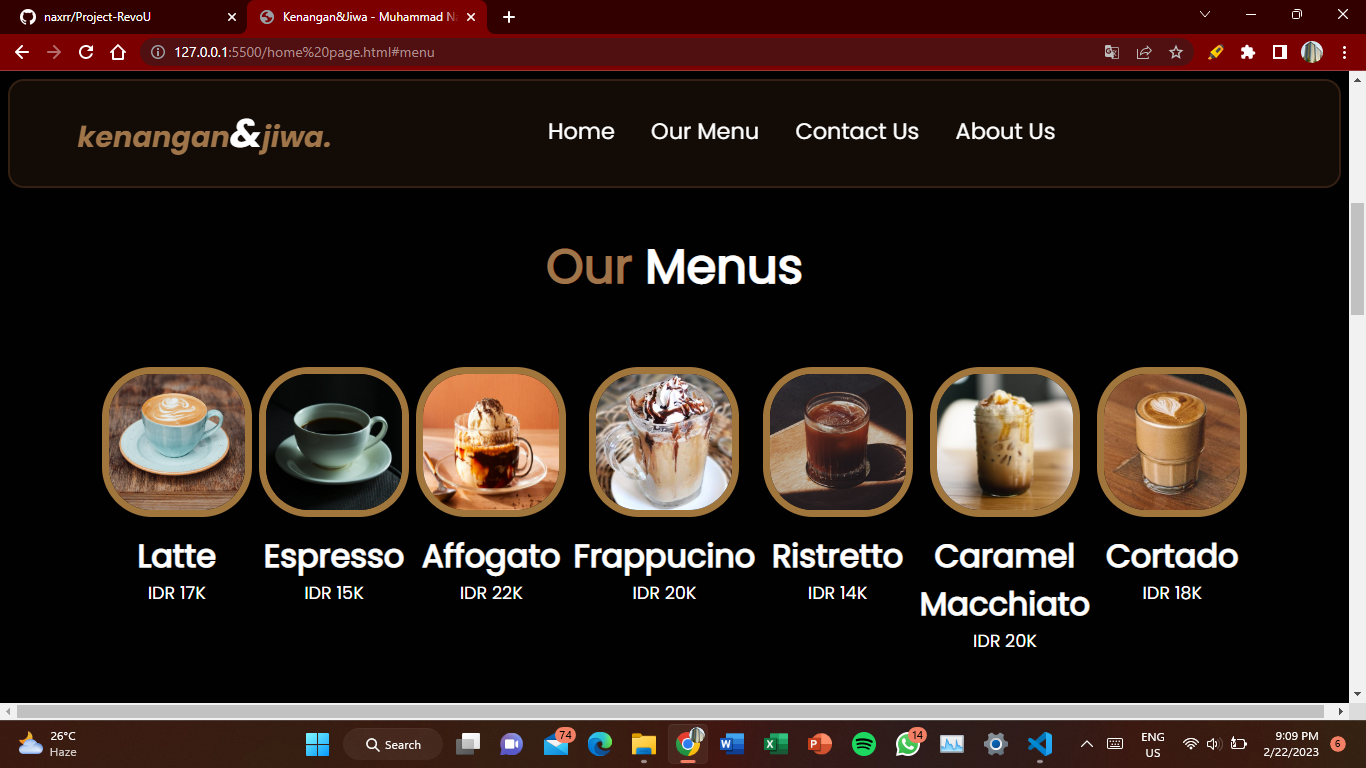 naxrr/Project-RevoU
Kenangan&Jiwa - Muhammad Na
127.0.0.1:5500/home%20page.html#menu
kenangan&jiwa.
Home Our Menu Contact Us About Us
Our Menus
Latte
IDR 17K
Espresso
IDR 15K
Affogato
IDR 22K
Frappucino
IDR 20K
Ristretto
IDR 14K
Caramel
Macchiato
IDR 20K
Cortado
IDR 18K
26°C
Haze
Search
74
14
ENG
US
9:09 PM
2/22/2023
6